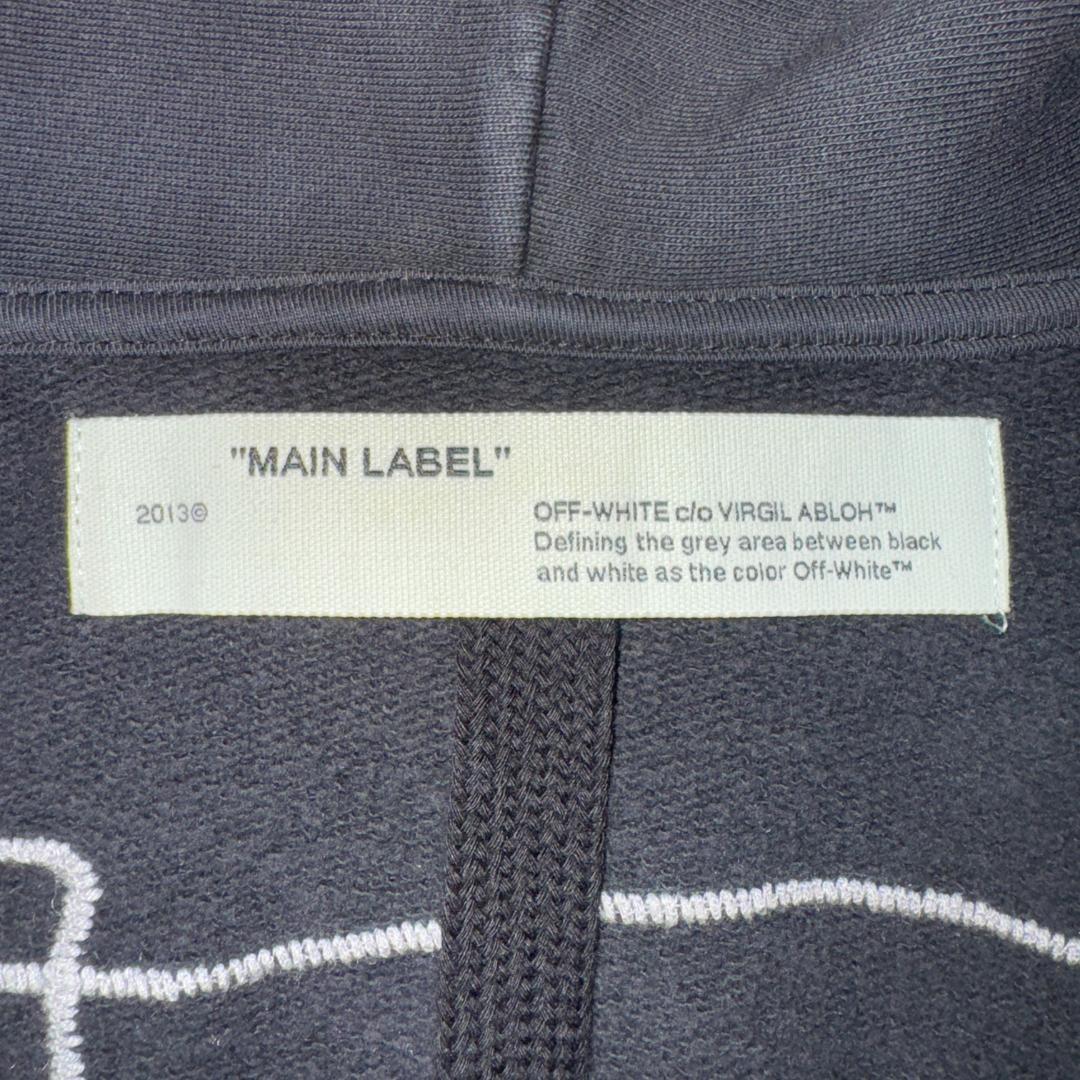 "MAIN LABEL"
2013©
OFF-WHITE c/o VIRGIL ABLOH™
Defining the grey area between black
and white as the color Off-White™